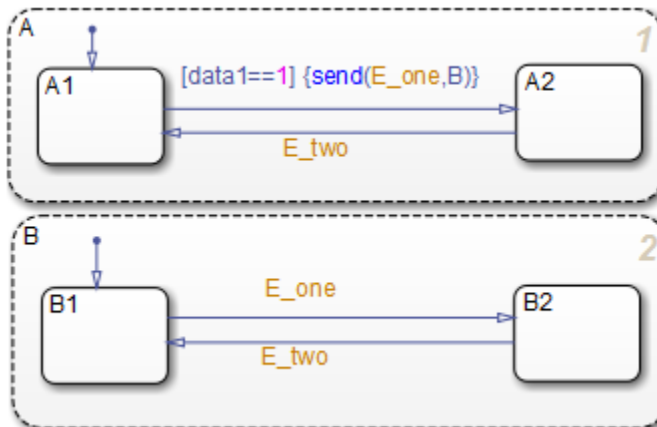 A
1
A1
[data1==1] {send(E_one,B)}
A2
E_two
B
2
B1
E_one
B2
E_two